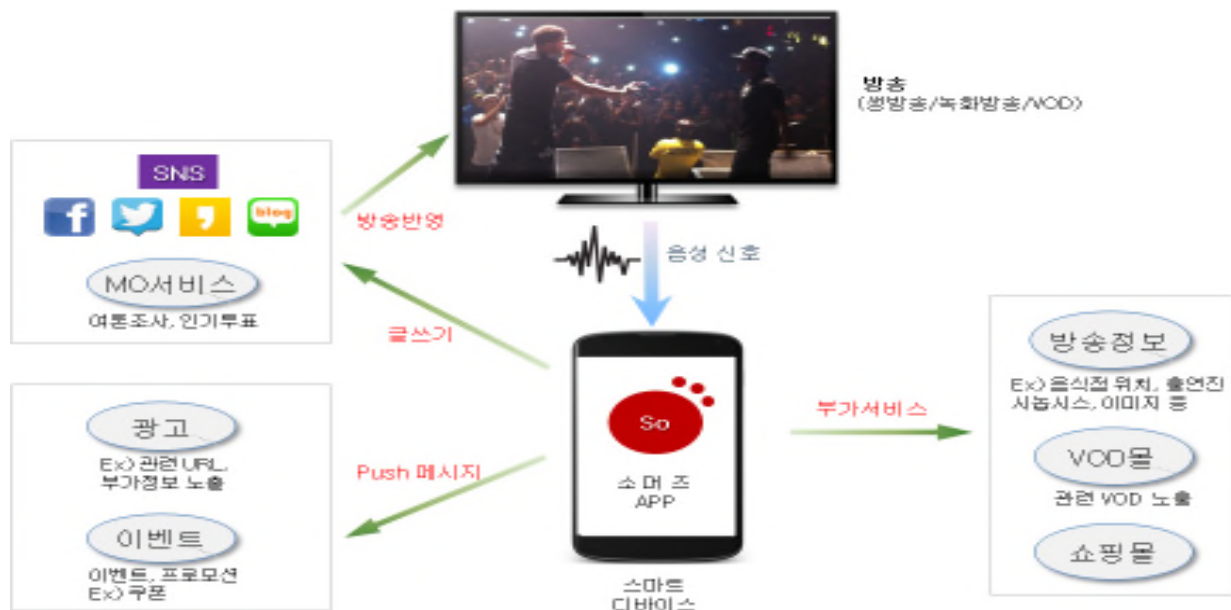 방송
(생방송/녹화방송/VOD)
SNS
f
blog
방송반영
음성 신호
MO서비스
여론조사, 인기투표
글쓰기
방송정보
Ex) 음식점 위치, 출연진
시놉시스, 이미지 등
부가서비스
광고
Ex) 관련 URL,
부가정보 노출
Push 메시지
So
소머즈
APP
VOD몰
관련 VOD 노출
이벤트
이벤트, 프로모션
Ex) 쿠폰
쇼핑몰
스마트
디바이스